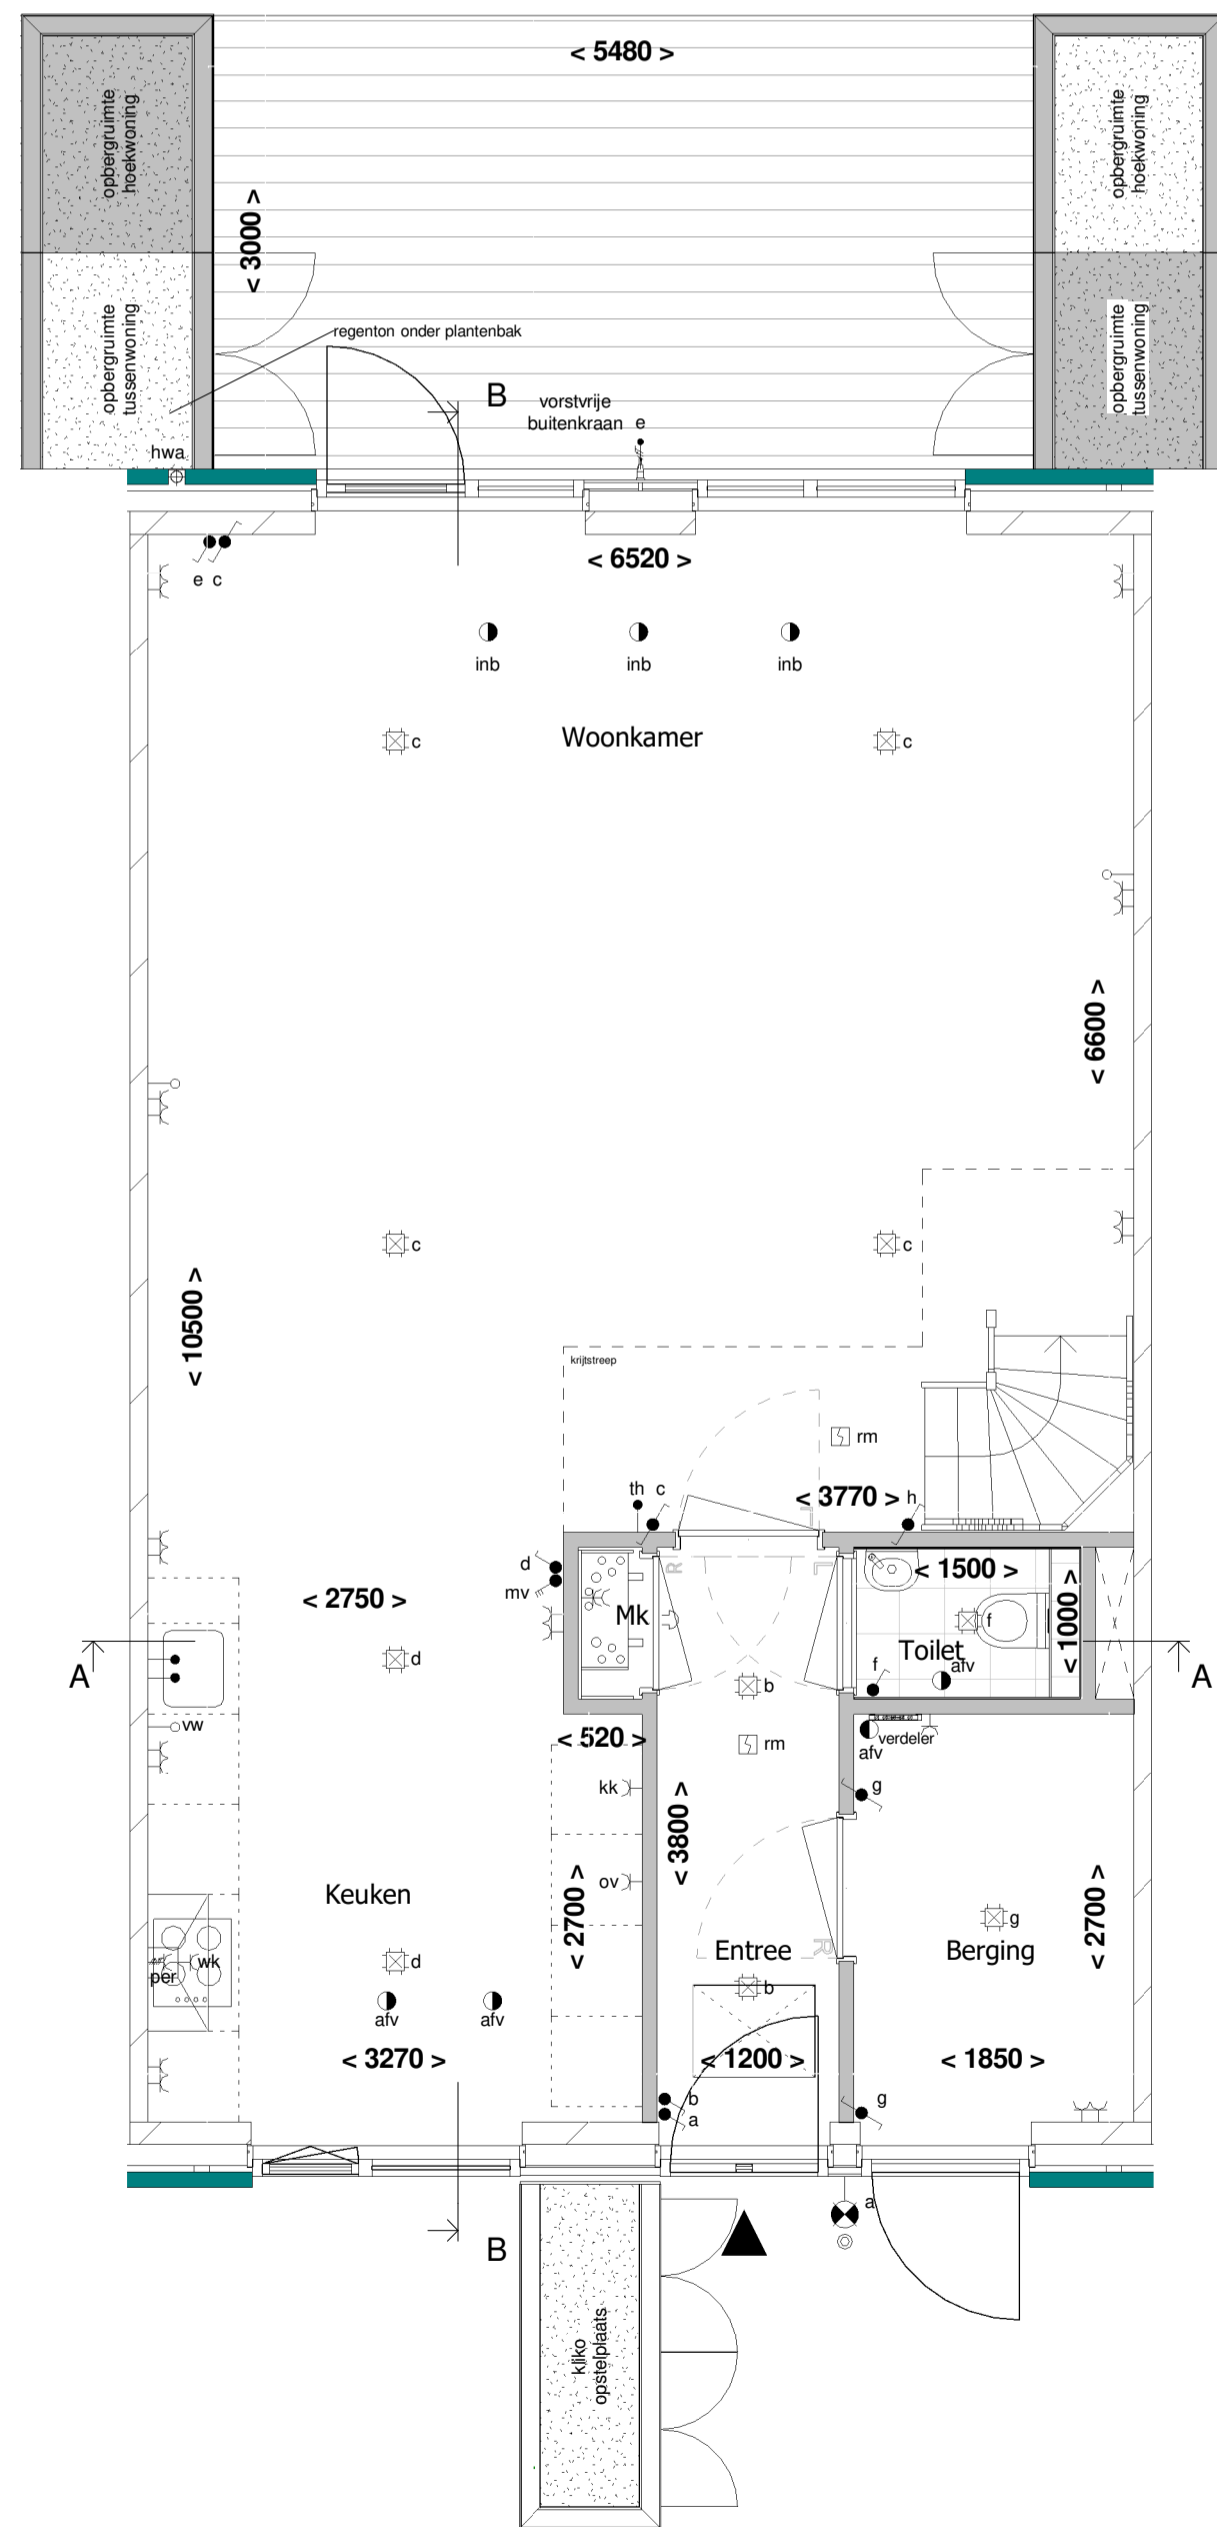 < 5480 >
opbergruimte
hoekwoning
opbergruimte
hoekwoning
< 3000 >
opbergruimte
tussenwoning
opbergruimte
tussenwoning
regenton onder plantenbak
B
vorstvrije
buitenkraan
e
hwa
< 6520 >
e c
inb
inb
inb
c
Woonkamer
c
< 6600 >
c
c
< 10500 >
krijtstreep
rm
th c
< 3770 >
h
d
mv
R
L
L
< 1500 >
< 2750 >
Mk
f
< 1000 >
Toilet
A
d
b
f
afv
A
vw
< 520 >
rm
verdeler
afv
kk
g
< 3800 >
ov
Keuken
< 2700 >
< 2700 >
R
g
Entree
Berging
per
wk
d
b
afv
afv
< 3270 >
< 1200 >
< 1850 >
b
a
g
a
B
kliko
opstelplaats